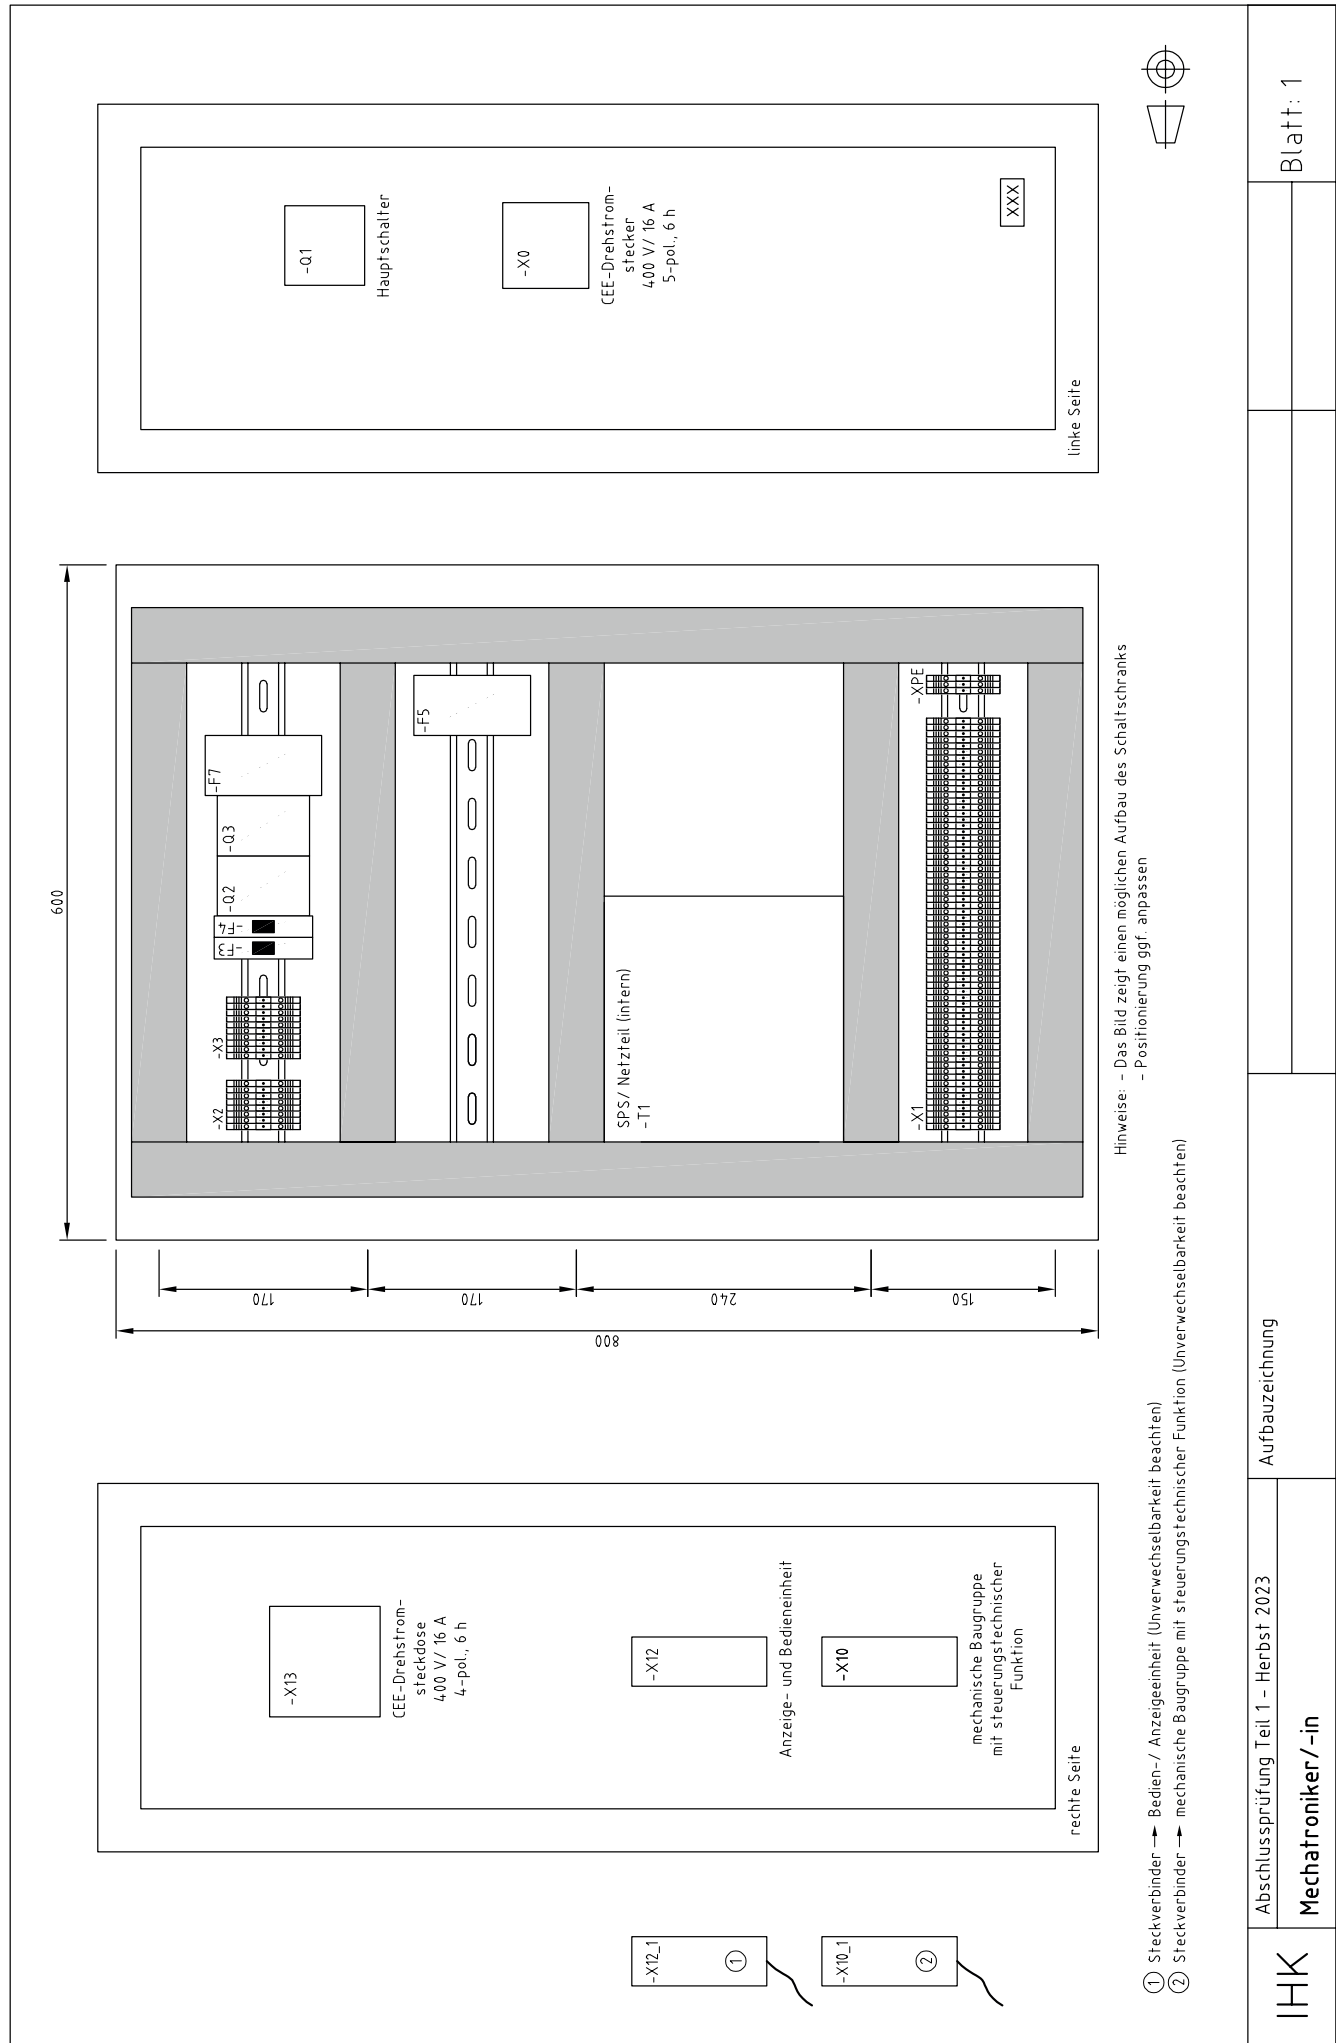 rechte Seite
-X13
CEE-Drehstrom-
steckdose
400 V/ 16 A
4-pol., 6 h
-X12
Anzeige- und Bedieneinheit
-X10
mechanische Baugruppe
mit steuerungstechnischer
Funktion
-X12_1
1
-X10_1
2
600
800
170
170
240
150
-X2
-X3
-F3
-F4
-Q2
-Q3
-F7
-F5
SPS/ Netzteil (intern)
-T1
-X1
-XPE
-Q1
Hauptschalter
-X0
CEE-Drehstrom-
stecker
400 V/ 16 A
5-pol., 6 h
XXX
linke Seite
Hinweise: - Das Bild zeigt einen möglichen Aufbau des Schaltschranks
- Positionierung ggf. anpassen
1 Steckverbinder → Bedien-/ Anzeigeeinheit (Unverwechselbarkeit beachten)
2 Steckverbinder → mechanische Baugruppe mit steuerungstechnischer Funktion (Unverwechselbarkeit beachten)
IHK
Abschlussprüfung Teil 1 - Herbst 2023
Mechatroniker/-in
Aufbauzeichnung
Blatt: 1